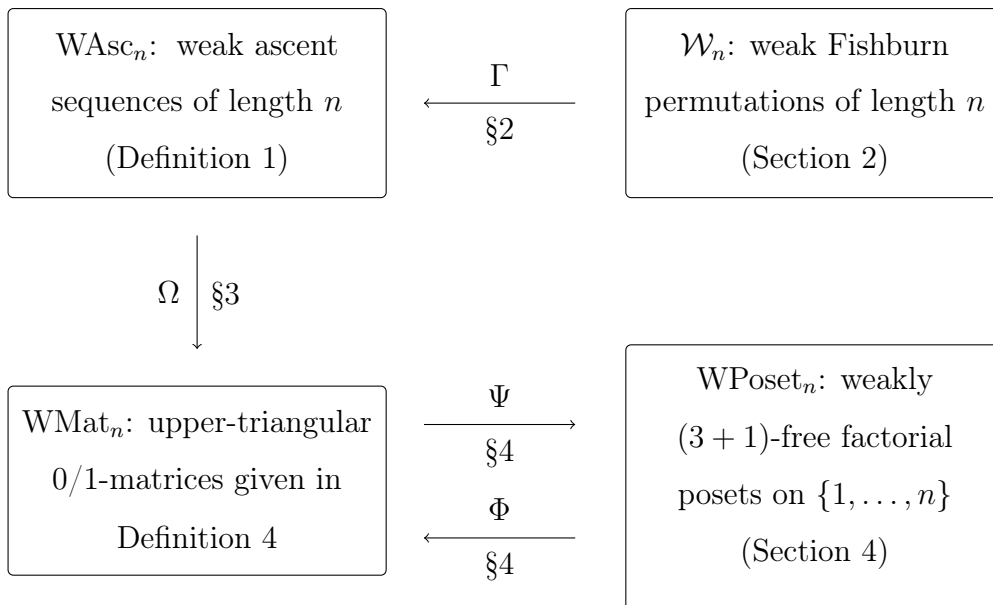 WAsc_n: weak ascent
sequences of length n
(Definition 1)
Γ
§2
𝒲_n: weak Fishburn
permutations of length n
(Section 2)
Ω §3
WMat_n: upper-triangular
0/1-matrices given in
Definition 4
Ψ
§4
Φ
§4
WPoset_n: weakly
(3 + 1)-free factorial
posets on {1, . . . , n}
(Section 4)